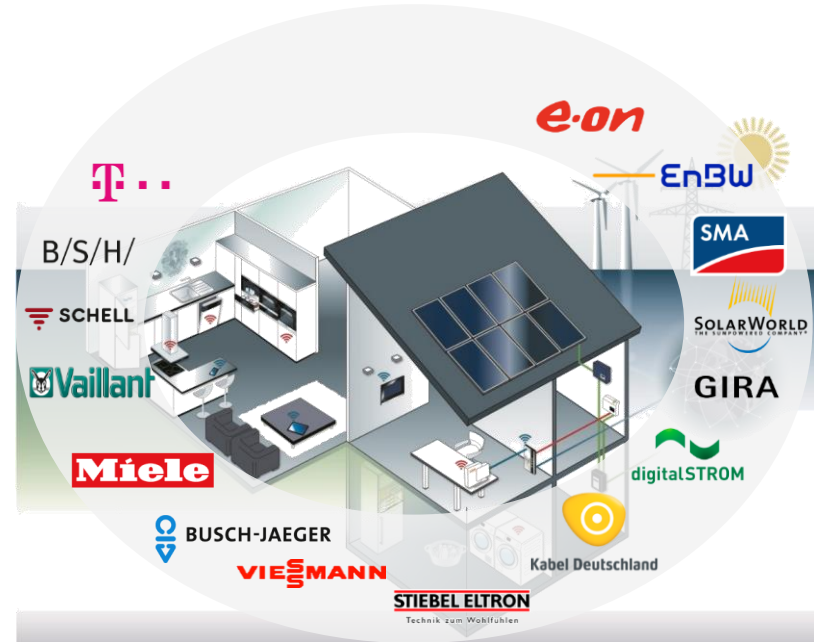 e·on
EnBW
T · ·
SMA
B/S/H/
SCHELL
SOLARWORLD
THE SUNPOWERED COMPANY®
Vaillant
GIRA
Miele
digitalSTROM
BUSCH-JAEGER
Kabel Deutschland
VIESSMANN
STIEBEL ELTRON
Technik zum Wohlfühlen